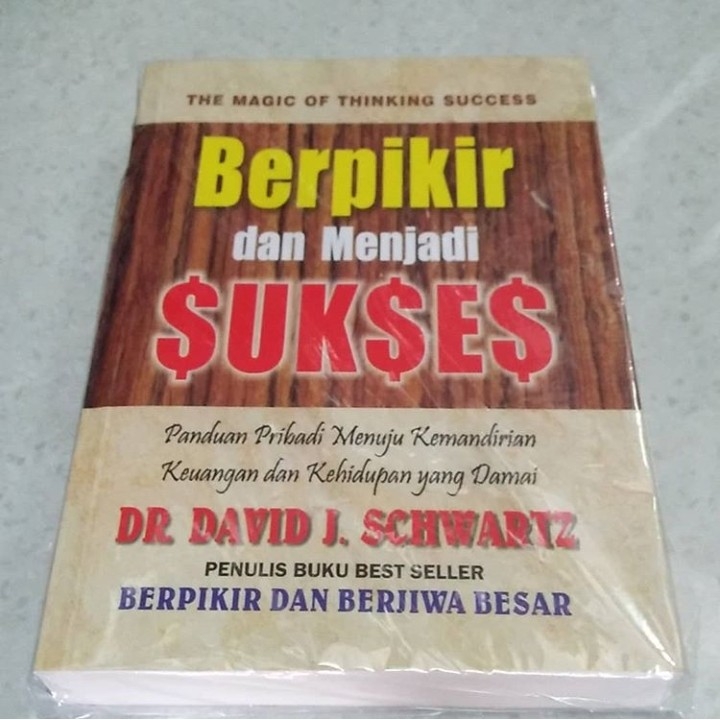 THE MAGIC OF THINKING SUCCESS
Berpikir
dan Menjadi
$UK$E$
Panduan Pribadi Menuju Kemandirian
Keuangan dan Kehidupan yang Damai
DR. DAVID J. SCHWARTZ
PENULIS BUKU BEST SELLER
BERPIKIR DAN BERJIWA BESAR